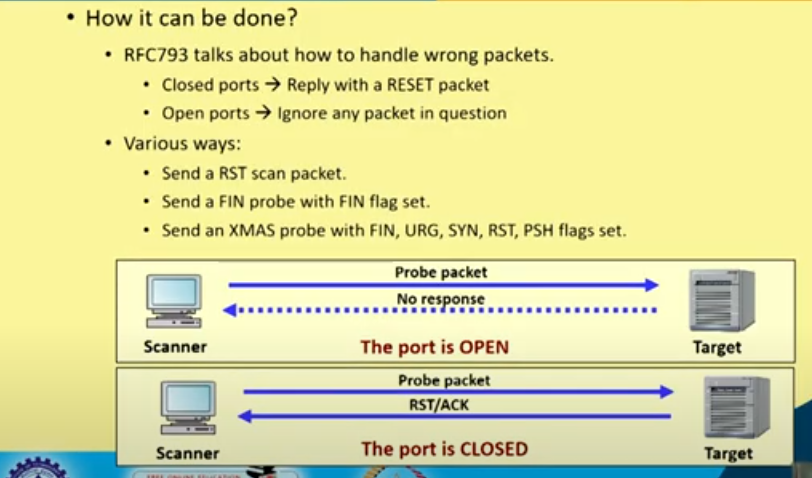 • How it can be done?
• RFC793 talks about how to handle wrong packets.
• Closed ports → Reply with a RESET packet
• Open ports → Ignore any packet in question
• Various ways:
• Send a RST scan packet.
• Send a FIN probe with FIN flag set.
• Send an XMAS probe with FIN, URG, SYN, RST, PSH flags set.
Probe packet
No response
Scanner
The port is OPEN
Target
Probe packet
RST/ACK
Scanner
The port is CLOSED
Target
FREE ONLINE EDUCATION